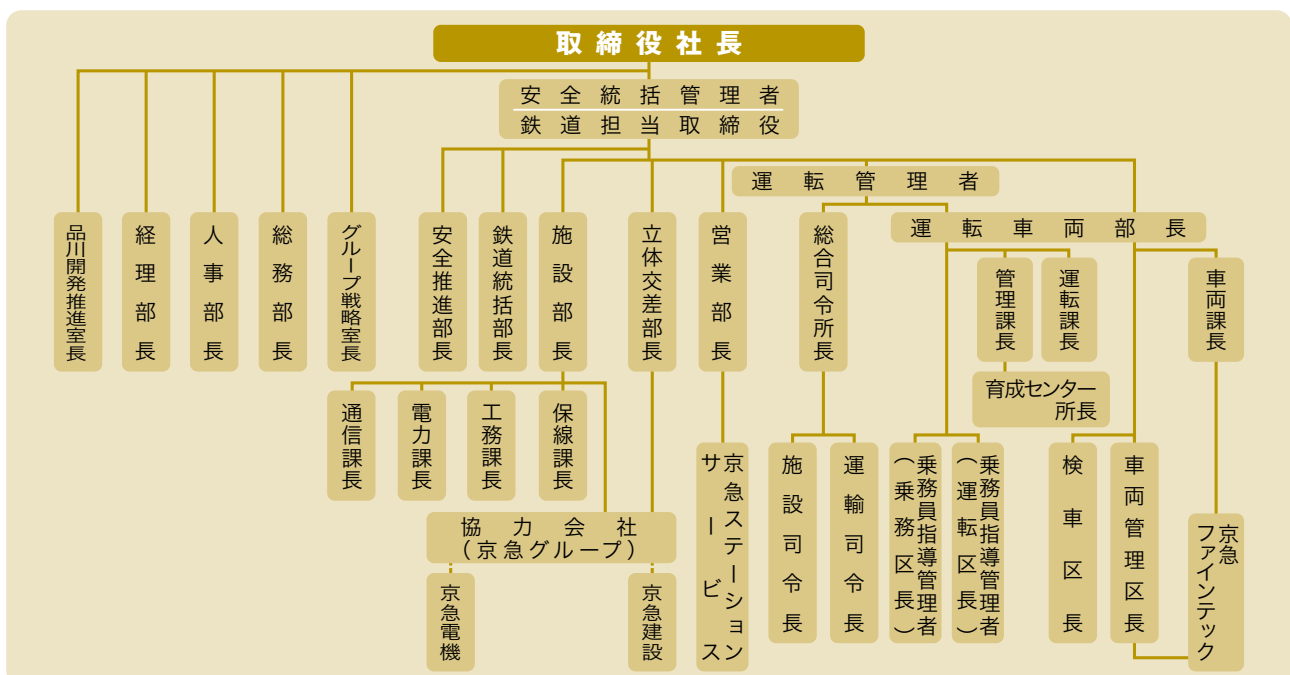 取締役社長
安全統括管理者
鉄道担当取締役
運転管理者
運転車両部長
品川開発推進室長
経理部長
人事部長
総務部長
グループ戦略室長
安全推進部長
鉄道統括部長
施設部長
立体交差部長
営業部長
総合司令所長
管理課長
運転課長
車両課長
育成センター
所長
通信課長
電力課長
工務課長
保線課長
協力会社
（京急グループ）
京急電機
京急建設
京急ステーション
サービス
施設司令長
運輸司令長
乗務員指導管理者
（乗務区長）
乗務員指導管理者
（運転区長）
検車区長
車両管理区長
京急
ファインテック